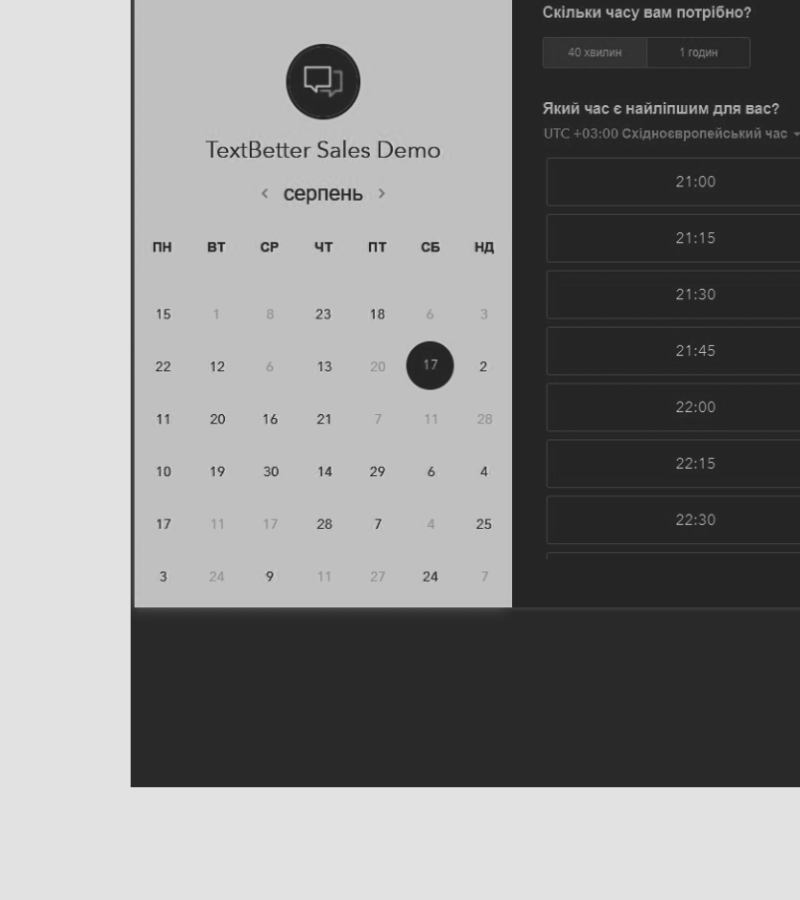 TextBetter Sales Demo
< серпень >
ПН ВТ СР ЧТ ПТ СБ НД
15 1 8 23 18 6 3
22 12 6 13 20 17 2
11 20 16 21 7 11 28
10 19 30 14 29 6 4
17 11 17 28 7 4 25
3 24 9 11 27 24 7
Скільки часу вам потрібно?
40 хвилин 1 годин
Який час є найліпшим для вас?
UTC +03:00 Східноєвропейський час
21:00
21:15
21:30
21:45
22:00
22:15
22:30